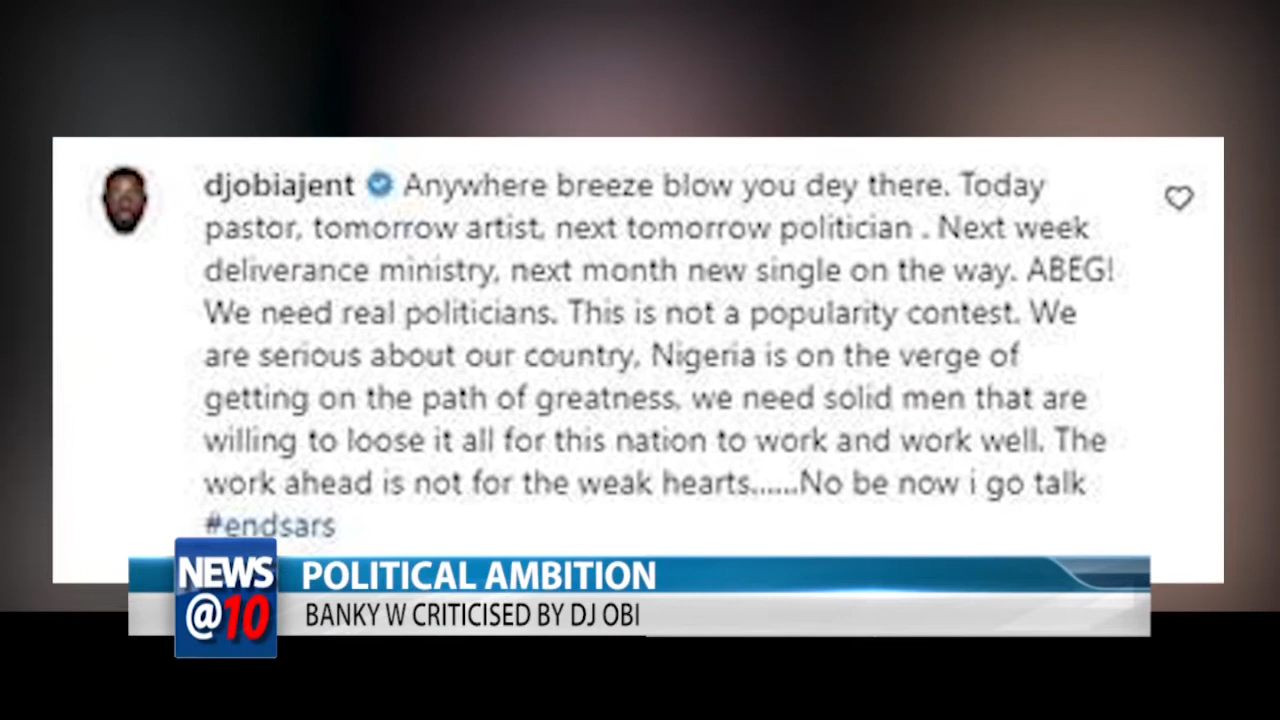 djobiajent Anywhere breeze blow you dey there. Today
pastor, tomorrow artist, next tomorrow politician . Next week
deliverance ministry, next month new single on the way. ABEG!
We need real politicians. This is not a popularity contest. We
are serious about our country, Nigeria is on the verge of
getting on the path of greatness, we need solid men that are
willing to loose it all for this nation to work and work well. The
work ahead is not for the weak hearts......No be now i go talk
#endsars
NEWS
@10
POLITICAL AMBITION
BANKY W CRITICISED BY DJ OBI